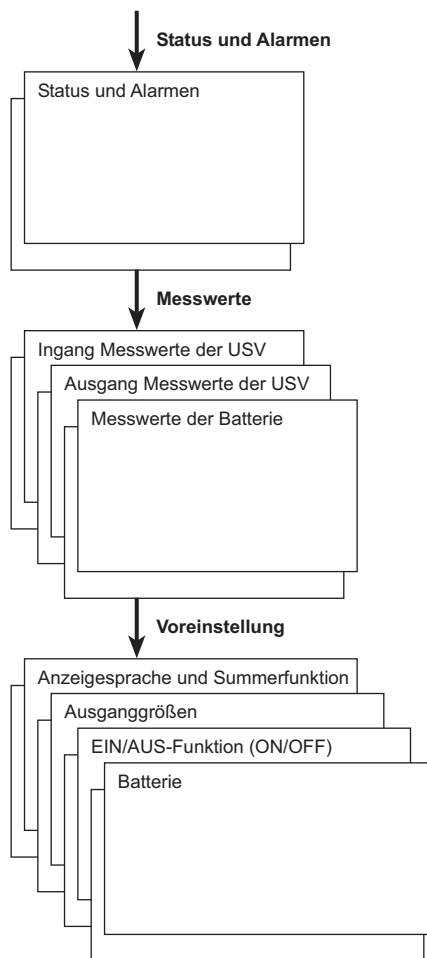 Status und Alarmen
Status und Alarmen
Messwerte
Ingang Messwerte der USV
Ausgang Messwerte der USV
Messwerte der Batterie
Voreinstellung
Anzeigesprache und Summerfunktion
Ausganggrößen
EIN/AUS-Funktion (ON/OFF)
Batterie